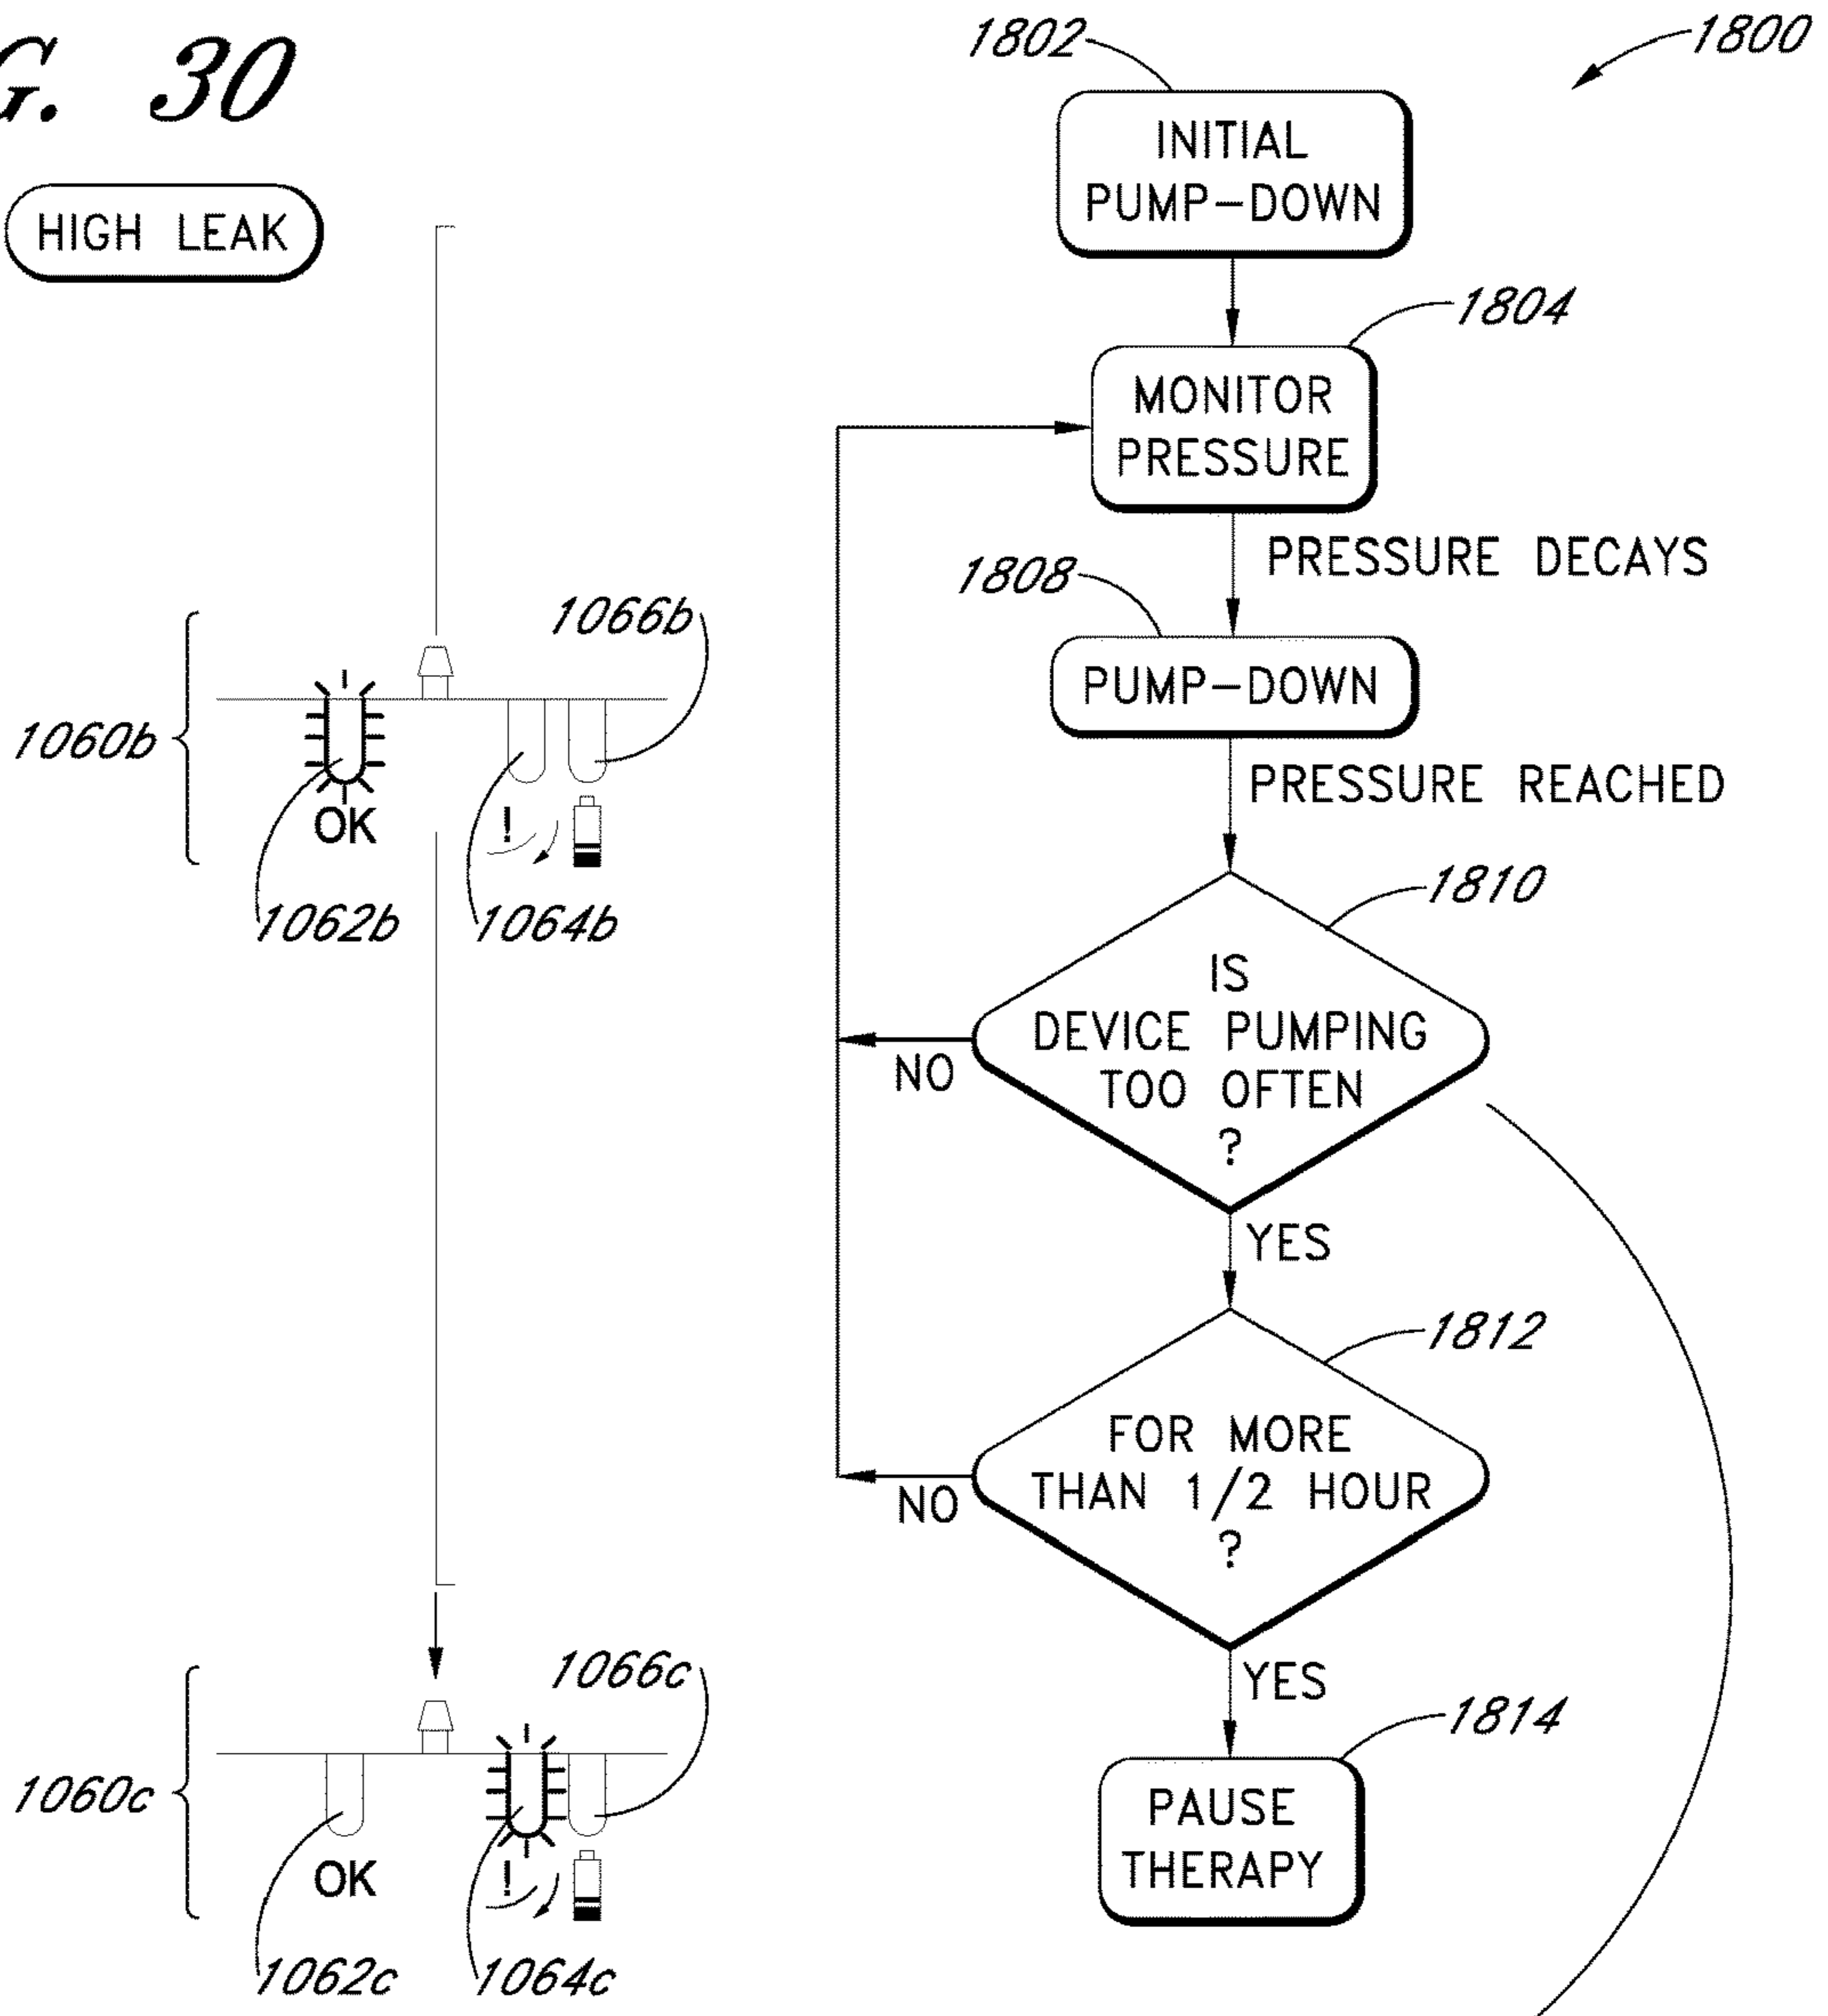 G. 30
1802
1800
INITIAL
PUMP-DOWN
HIGH LEAK
1804
MONITOR
PRESSURE
PRESSURE DECAYS
1808
PUMP-DOWN
PRESSURE REACHED
1066b
1060b
OK
!
1062b
1064b
1810
IS
DEVICE PUMPING
TOO OFTEN
?
NO
YES
1812
FOR MORE
THAN 1/2 HOUR
?
NO
YES
1814
PAUSE
THERAPY
1066c
1060c
OK
!
1062c
1064c